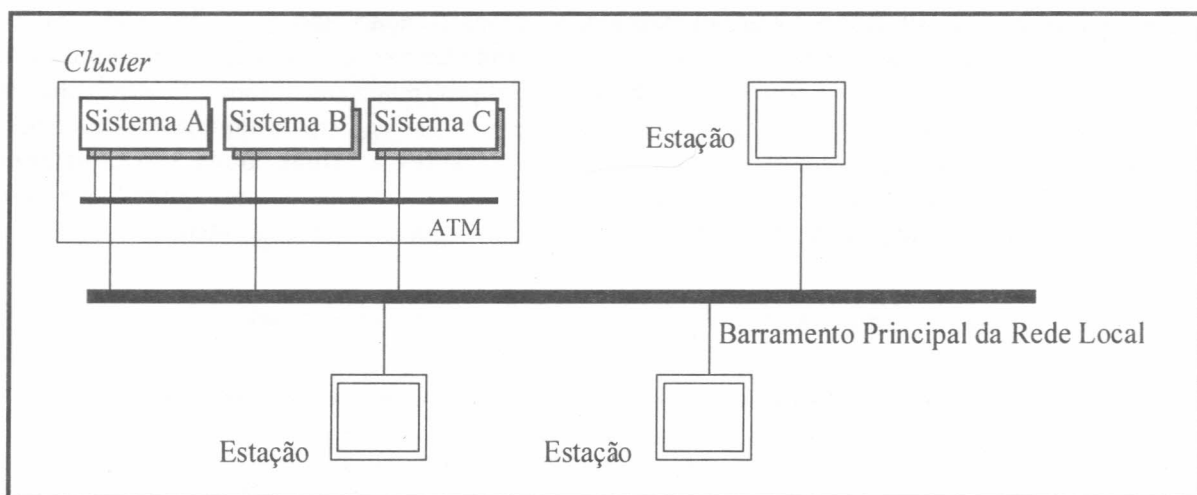 Cluster
Sistema A Sistema B Sistema C
Estação
ATM
Barramento Principal da Rede Local
Estação Estação